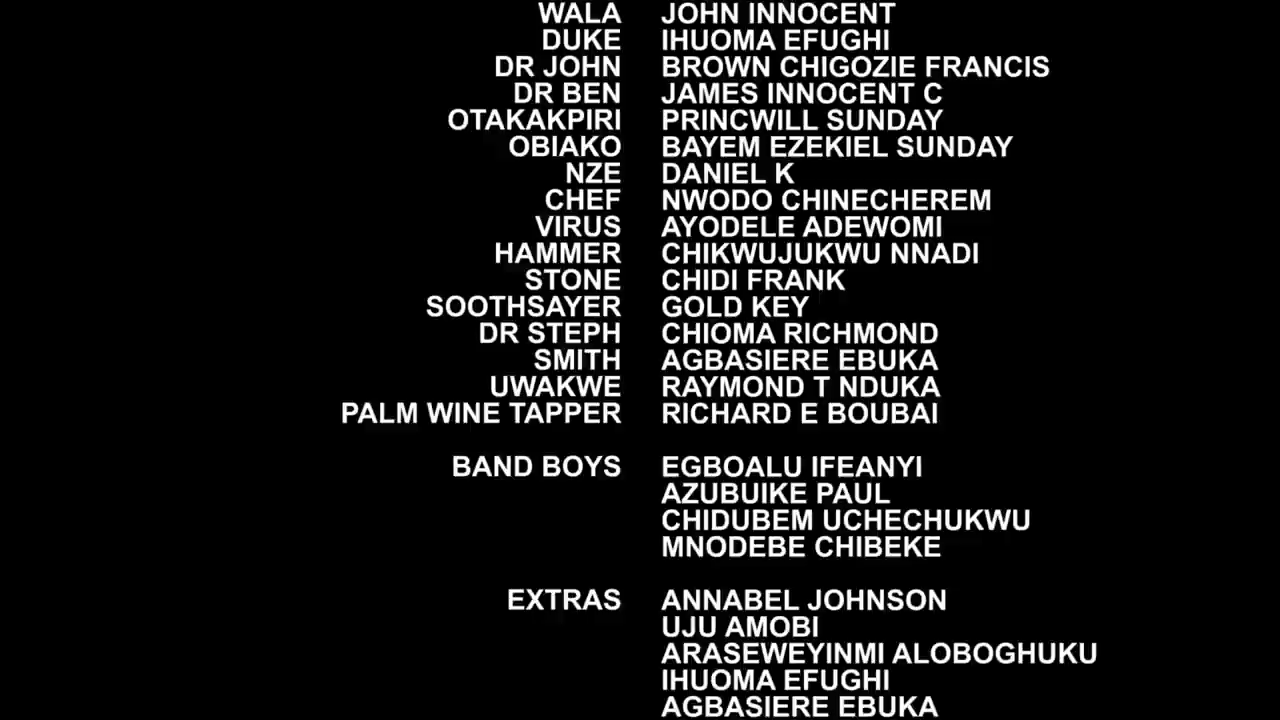 WALA JOHN INNOCENT
DUKE IHUOMA EFUGHI
DR JOHN BROWN CHIGOZIE FRANCIS
DR BEN JAMES INNOCENT C
OTAKAKPIRI PRINCWILL SUNDAY
OBIAKO BAYEM EZEKIEL SUNDAY
NZE DANIEL K
CHEF NWODO CHINECHEREM
VIRUS AYODELE ADEWOMI
HAMMER CHIKWUJUKWU NNADI
STONE CHIDI FRANK
SOOTHSAYER GOLD KEY
DR STEPH CHIOMA RICHMOND
SMITH AGBASIERE EBUKA
UWAKWE RAYMOND T NDUKA
PALM WINE TAPPER RICHARD E BOUBAI
BAND BOYS EGBOALU IFEANYI
AZUBUIKE PAUL
CHIDUBEM UCHECHUKWU
MNODEBE CHIBEKE
EXTRAS ANNABEL JOHNSON
UJU AMOBI
ARASEWEYINMI ALOBOGHUKU
IHUOMA EFUGHI
AGBASIERE EBUKA